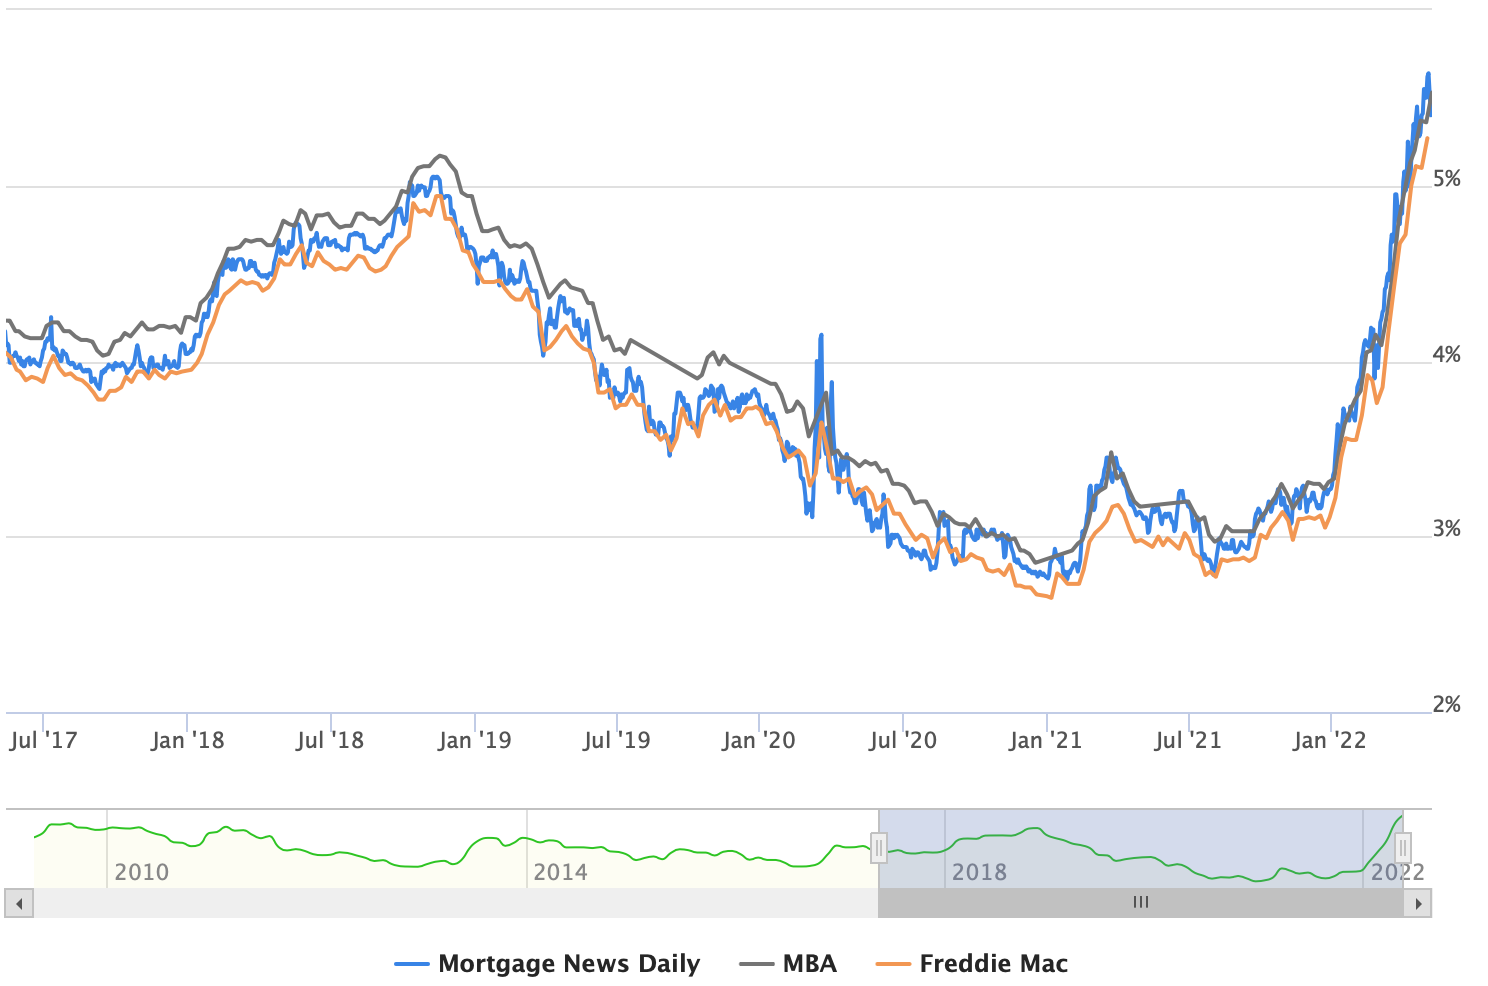 5%
4%
3%
2%
Jul '17 Jan '18 Jul '18 Jan '19 Jul '19 Jan '20 Jul '20 Jan '21 Jul '21 Jan '22
2010 2014 2018 2022
Mortgage News Daily MBA Freddie Mac